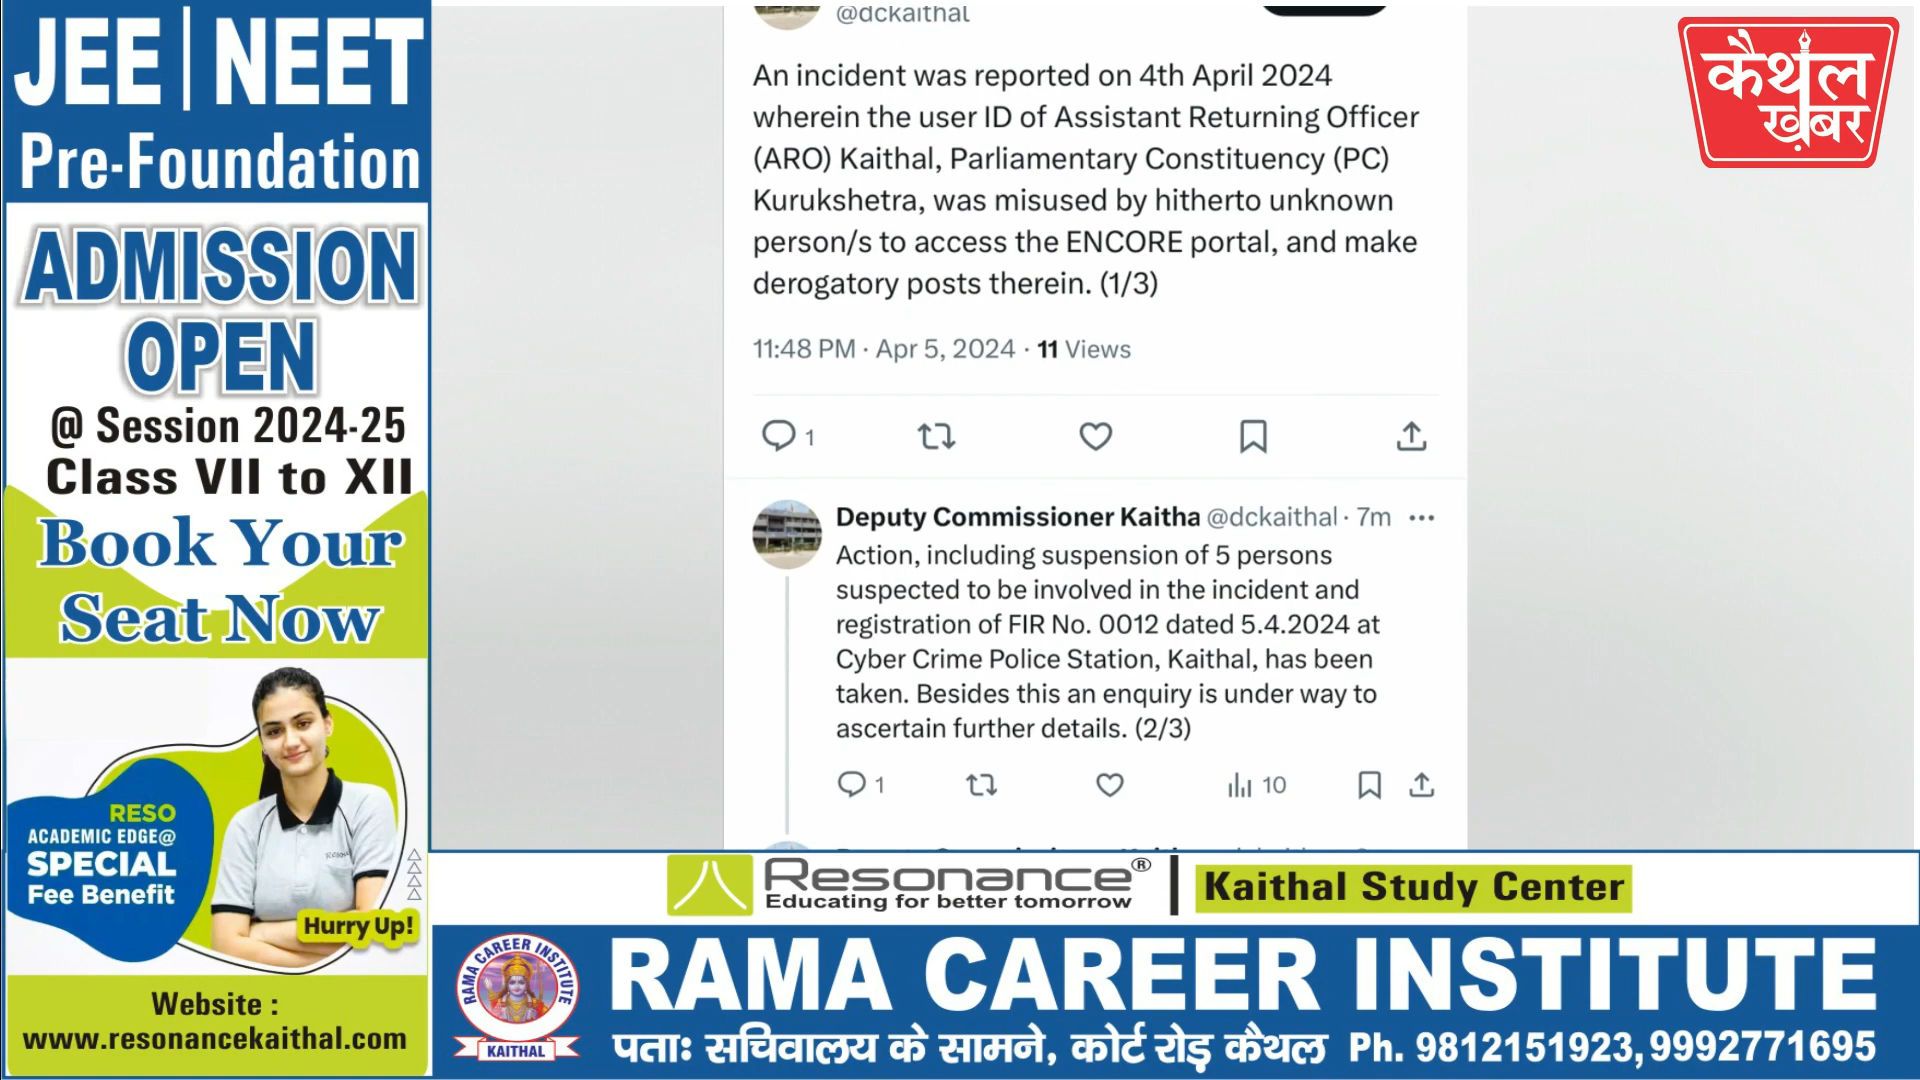 JEE | NEET
Pre-Foundation
ADMISSION
OPEN
@ Session 2024-25
Class VII to XII
Book Your
Seat Now
RESO
ACADEMIC EDGE@
SPECIAL
Fee Benefit
Hurry Up!
Website :
www.resonancekaithal.com
@dckaithal
An incident was reported on 4th April 2024
wherein the user ID of Assistant Returning Officer
(ARO) Kaithal, Parliamentary Constituency (PC)
Kurukshetra, was misused by hitherto unknown
person/s to access the ENCORE portal, and make
derogatory posts therein. (1/3)
11:48 PM · Apr 5, 2024 · 11 Views
1
Deputy Commissioner Kaitha @dckaithal · 7m
Action, including suspension of 5 persons
suspected to be involved in the incident and
registration of FIR No. 0012 dated 5.4.2024 at
Cyber Crime Police Station, Kaithal, has been
taken. Besides this an enquiry is under way to
ascertain further details. (2/3)
1 10
कैथल
ख़बर
Resonance®
Educating for better tomorrow
Kaithal Study Center
RAMA CAREER INSTITUTE
KAITHAL
RAMA CAREER INSTITUTE
पताः सचिवालय के सामने, कोर्ट रोड़ कैथल Ph. 9812151923, 9992771695